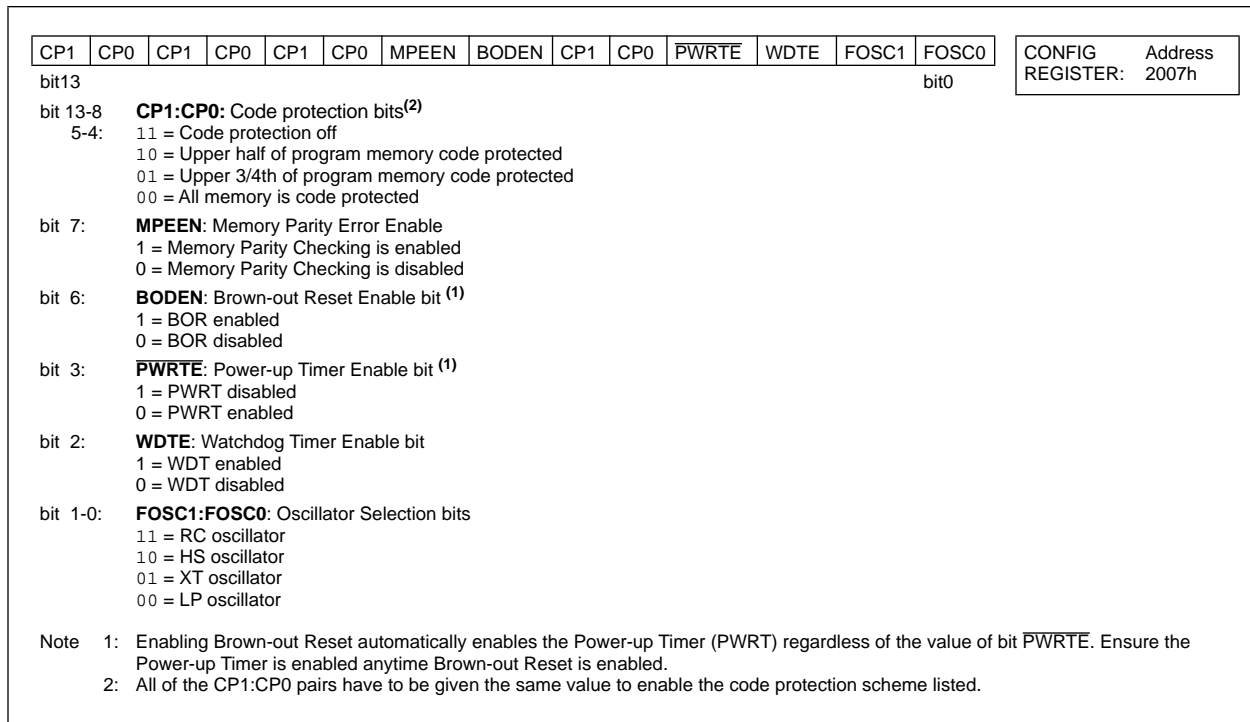 CP1 CP0 CP1 CP0 CP1 CP0 MPEEN BODEN CP1 CP0 PWRTE WDTE FOSC1 FOSC0
CONFIG Address
REGISTER: 2007h
bit13 bit0
bit 13-8 CP1:CP0: Code protection bits(2)
5-4: 11 = Code protection off
10 = Upper half of program memory code protected
01 = Upper 3/4th of program memory code protected
00 = All memory is code protected
bit 7: MPEEN: Memory Parity Error Enable
1 = Memory Parity Checking is enabled
0 = Memory Parity Checking is disabled
bit 6: BODEN: Brown-out Reset Enable bit (1)
1 = BOR enabled
0 = BOR disabled
bit 3: PWRTE: Power-up Timer Enable bit (1)
1 = PWRT disabled
0 = PWRT enabled
bit 2: WDTE: Watchdog Timer Enable bit
1 = WDT enabled
0 = WDT disabled
bit 1-0: FOSC1:FOSC0: Oscillator Selection bits
11 = RC oscillator
10 = HS oscillator
01 = XT oscillator
00 = LP oscillator
Note 1: Enabling Brown-out Reset automatically enables the Power-up Timer (PWRT) regardless of the value of bit PWRTE. Ensure the
Power-up Timer is enabled anytime Brown-out Reset is enabled.
2: All of the CP1:CP0 pairs have to be given the same value to enable the code protection scheme listed.